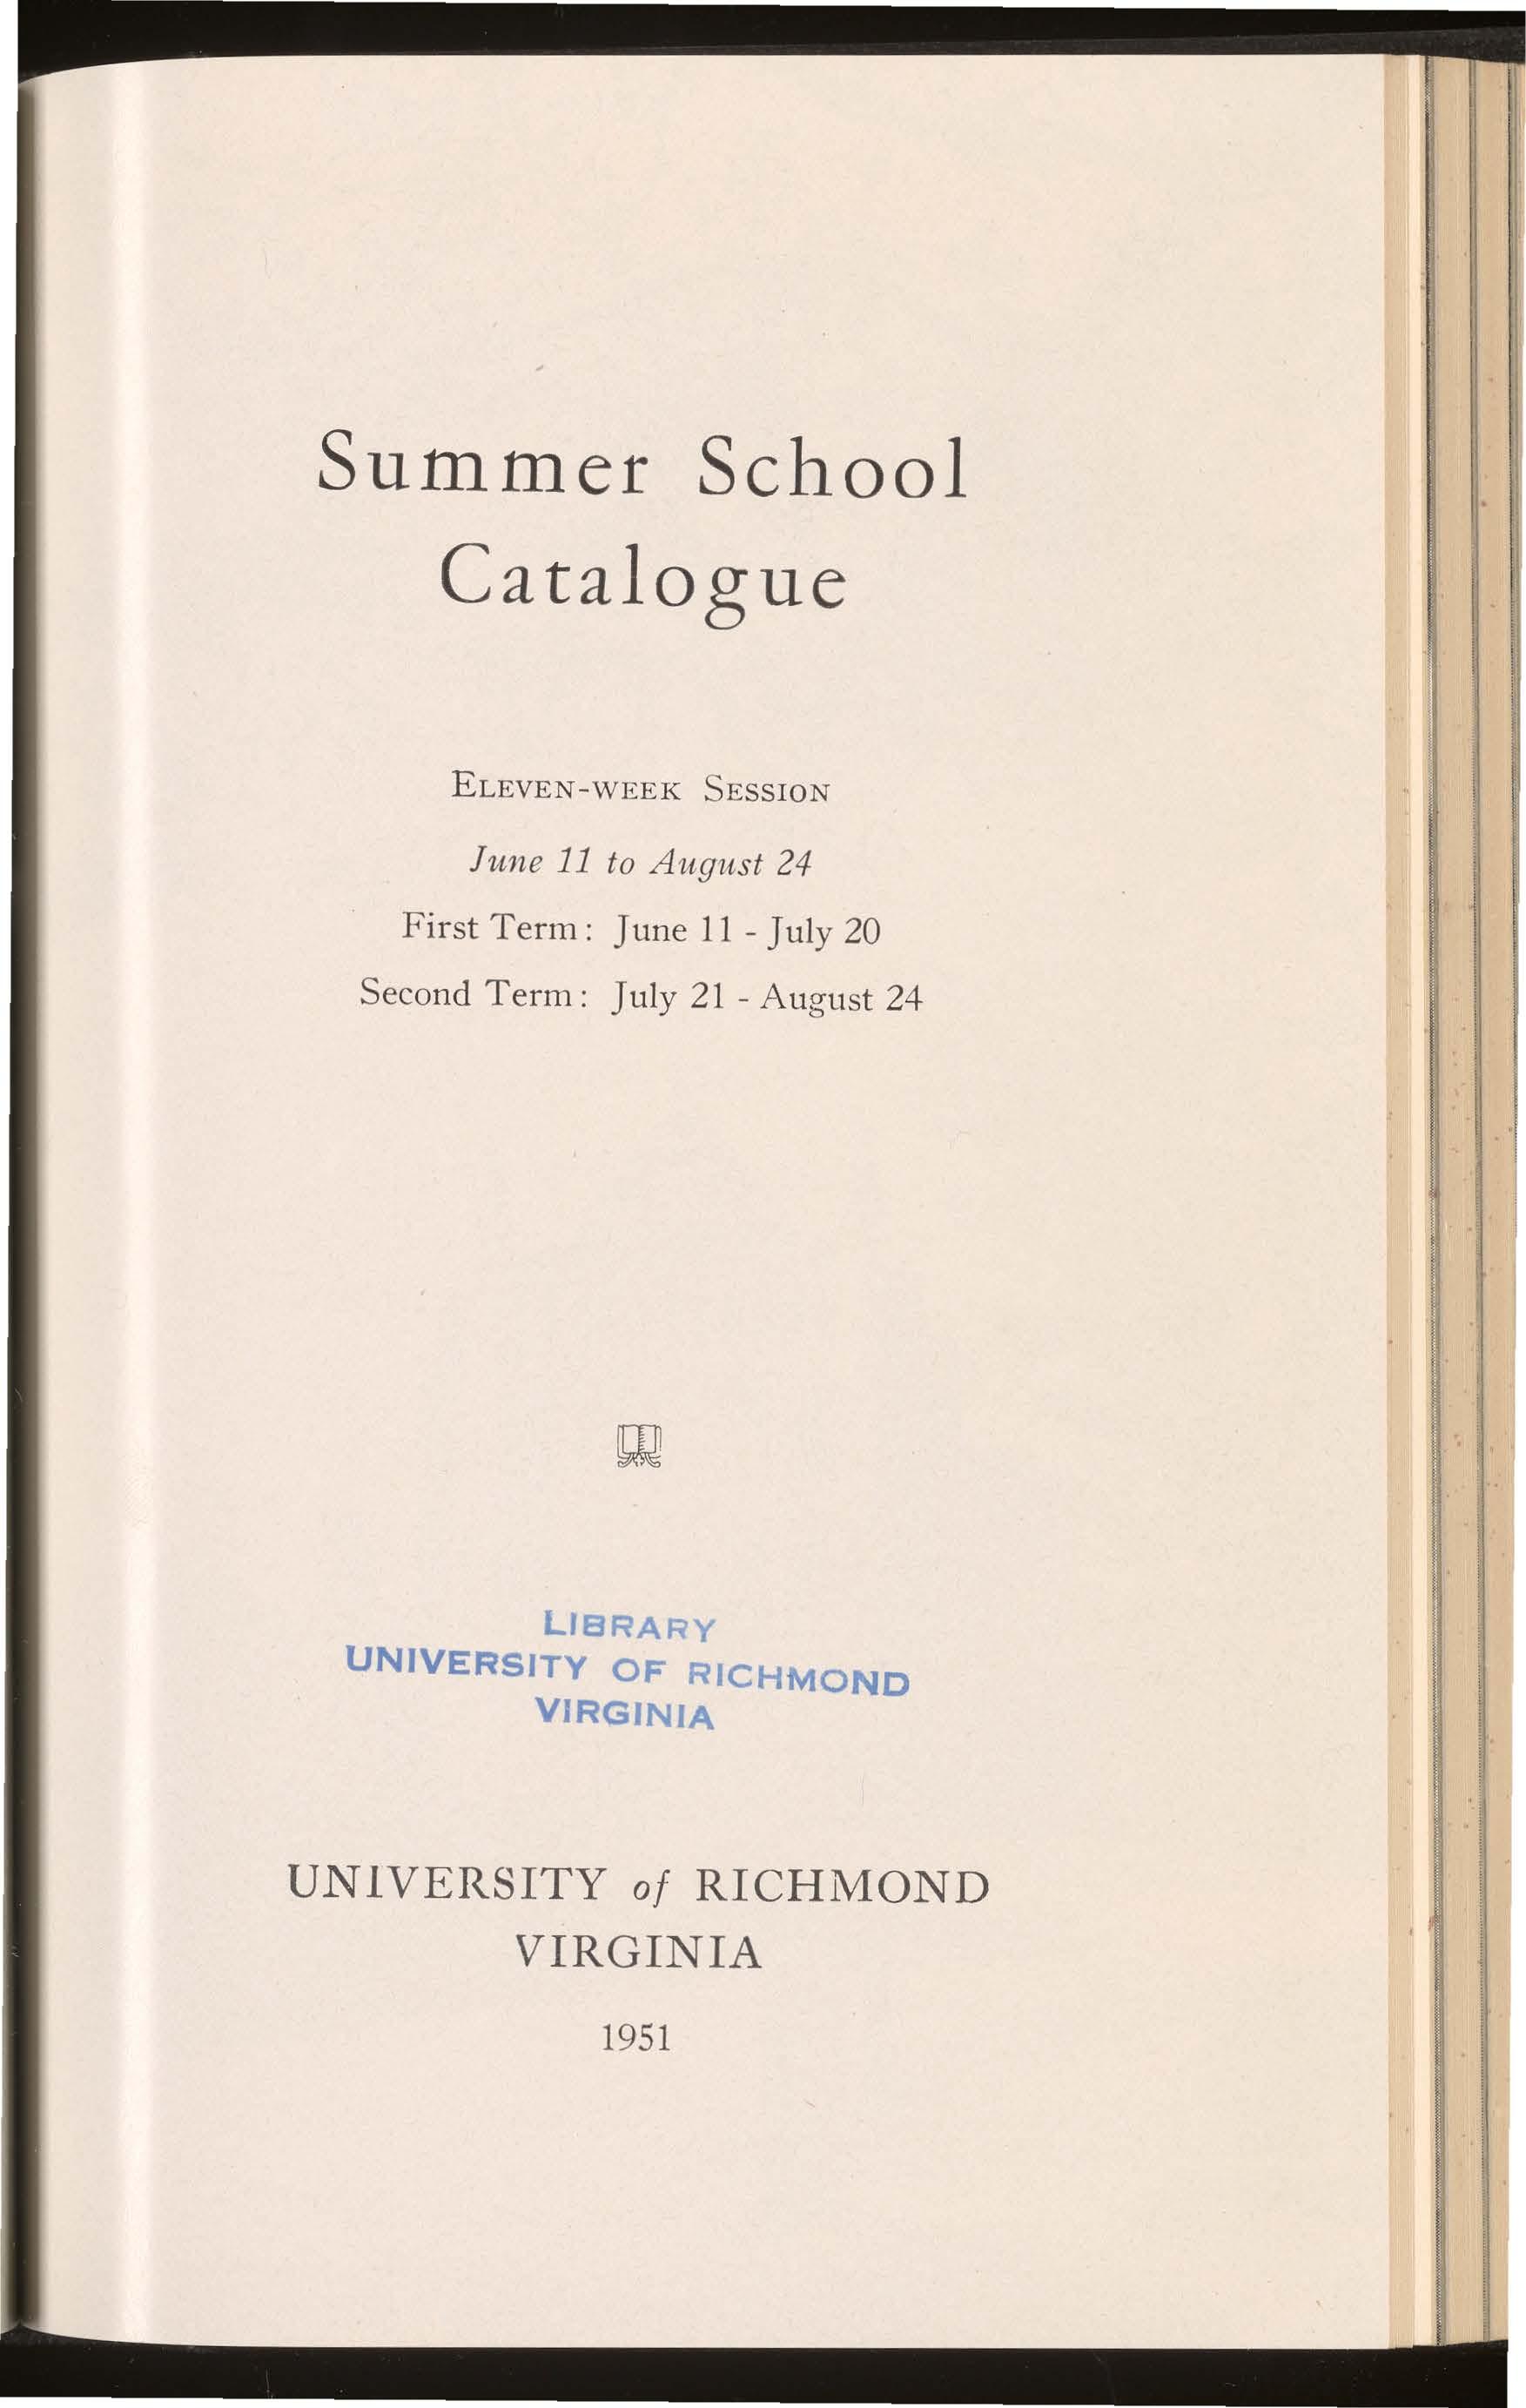 Summer School
Catalogue
ELEVEN-WEEK SESSION
June 11 to August 24
First Term: June 11 - July 20
Second Term: July 21 - August 24
LIBRARY
UNIVERSITY OF RICHMOND
VIRGINIA
UNIVERSITY of RICHMOND
VIRGINIA
1951